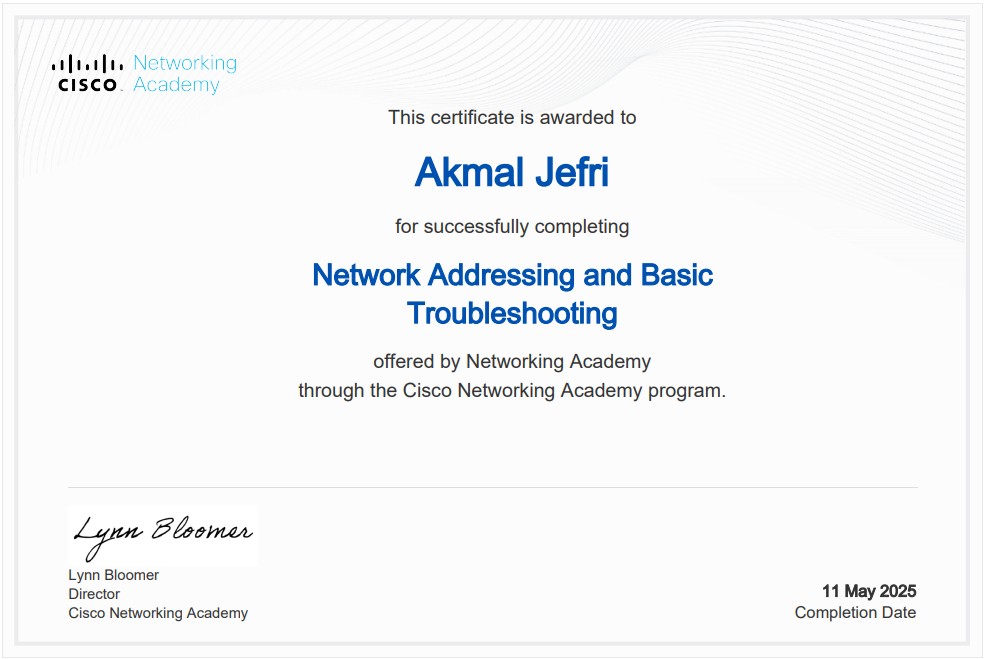 Networking
CISCO. Academy
This certificate is awarded to
Akmal Jefri
for successfully completing
Network Addressing and Basic
Troubleshooting
offered by Networking Academy
through the Cisco Networking Academy program.
Lynn Bloomer
Lynn Bloomer
Director
Cisco Networking Academy
11 May 2025
Completion Date